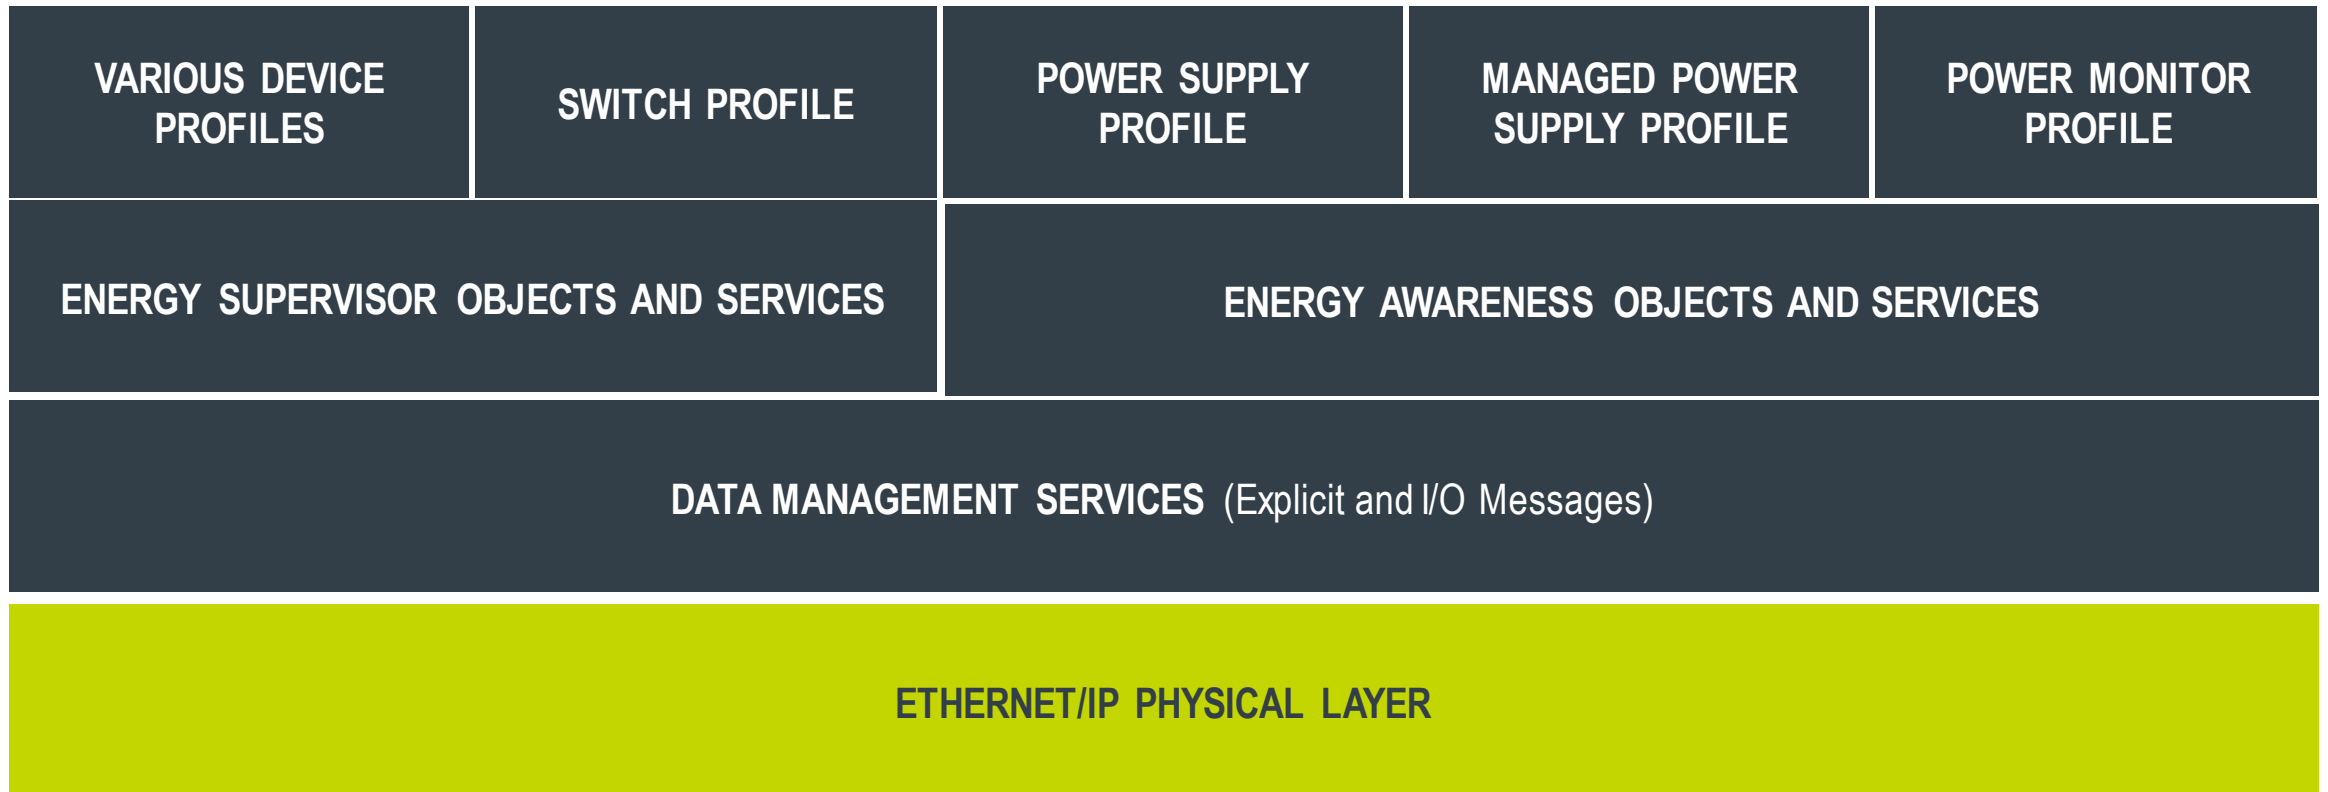 VARIOUS DEVICE
PROFILES
SWITCH PROFILE
POWER SUPPLY
PROFILE
MANAGED POWER
SUPPLY PROFILE
POWER MONITOR
PROFILE
ENERGY SUPERVISOR OBJECTS AND SERVICES
ENERGY AWARENESS OBJECTS AND SERVICES
DATA MANAGEMENT SERVICES (Explicit and I/O Messages)
ETHERNET/IP PHYSICAL LAYER